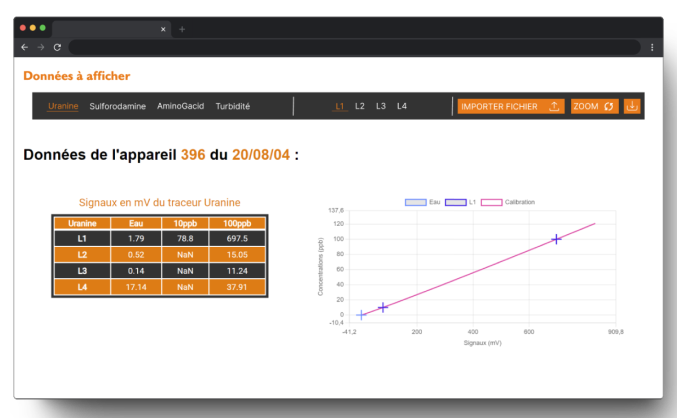 Données à afficher
Uranine Sulforodamine AminoGacid Turbidité L1 L2 L3 L4 IMPORTER FICHIER ZOOM
Données de l'appareil 396 du 20/08/04 :
Signaux en mV du traceur Uranine
Uranine Eau 10ppb 100ppb
L1 1.79 78.8 697.5
L2 0.52 NaN 15.05
L3 0.14 NaN 11.24
L4 17.14 NaN 37.91
Eau L1 Calibration
137,6
120
100
80
60
40
20
0
-10,4
Concentrations (ppb)
-41,2 200 400 600 909,8
Signaux (mV)